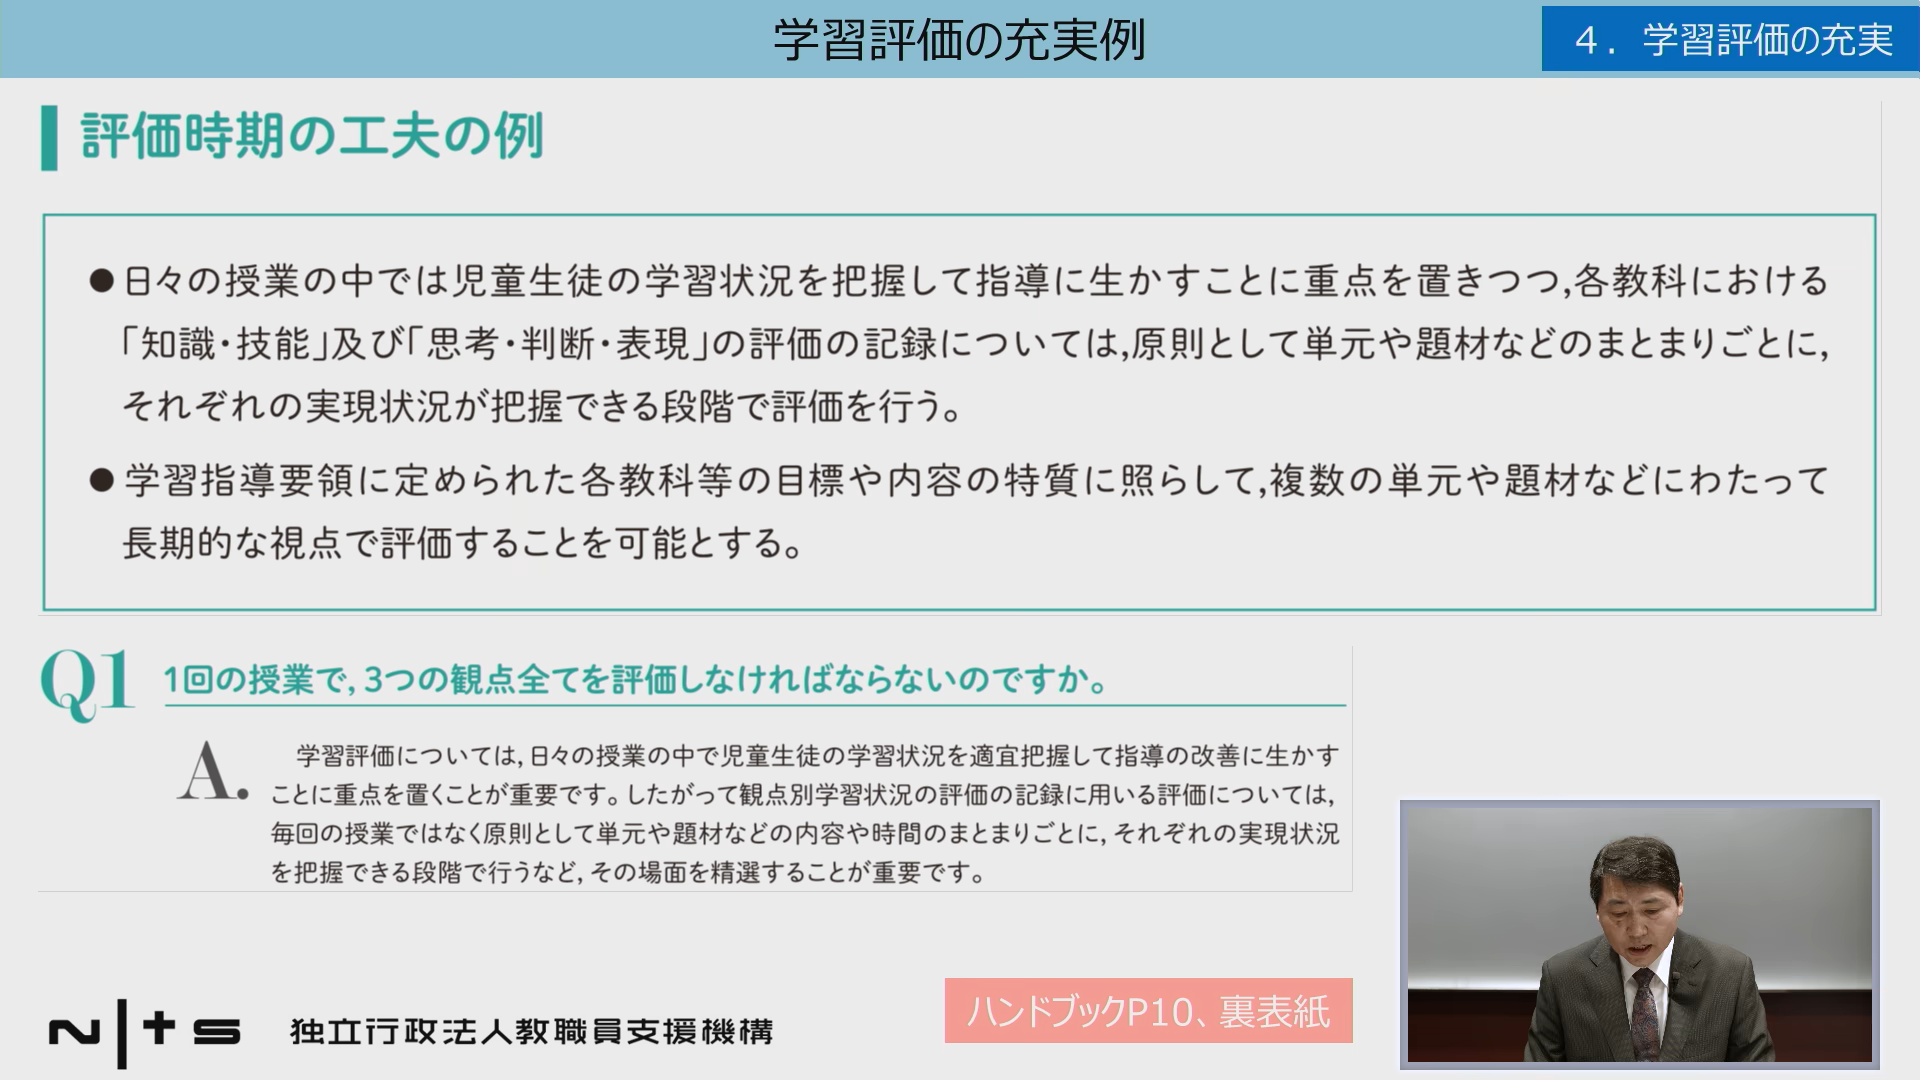 学習評価の充実例
４．学習評価の充実
評価時期の工夫の例
●日々の授業の中では児童生徒の学習状況を把握して指導に生かすことに重点を置きつつ,各教科における
「知識・技能」及び「思考・判断・表現」の評価の記録については,原則として単元や題材などのまとまりごとに,
それぞれの実現状況が把握できる段階で評価を行う。
●学習指導要領に定められた各教科等の目標や内容の特質に照らして,複数の単元や題材などにわたって
長期的な視点で評価することを可能とする。
Q1 1回の授業で, 3つの観点全てを評価しなければならないのですか。
A. 学習評価については, 日々の授業の中で児童生徒の学習状況を適宜把握して指導の改善に生かす
ことに重点を置くことが重要です。したがって観点別学習状況の評価の記録に用いる評価については,
毎回の授業ではなく原則として単元や題材などの内容や時間のまとまりごとに, それぞれの実現状況
を把握できる段階で行うなど, その場面を精選することが重要です。
ハンドブックP10、裏表紙
N|+S 独立行政法人教職員支援機構